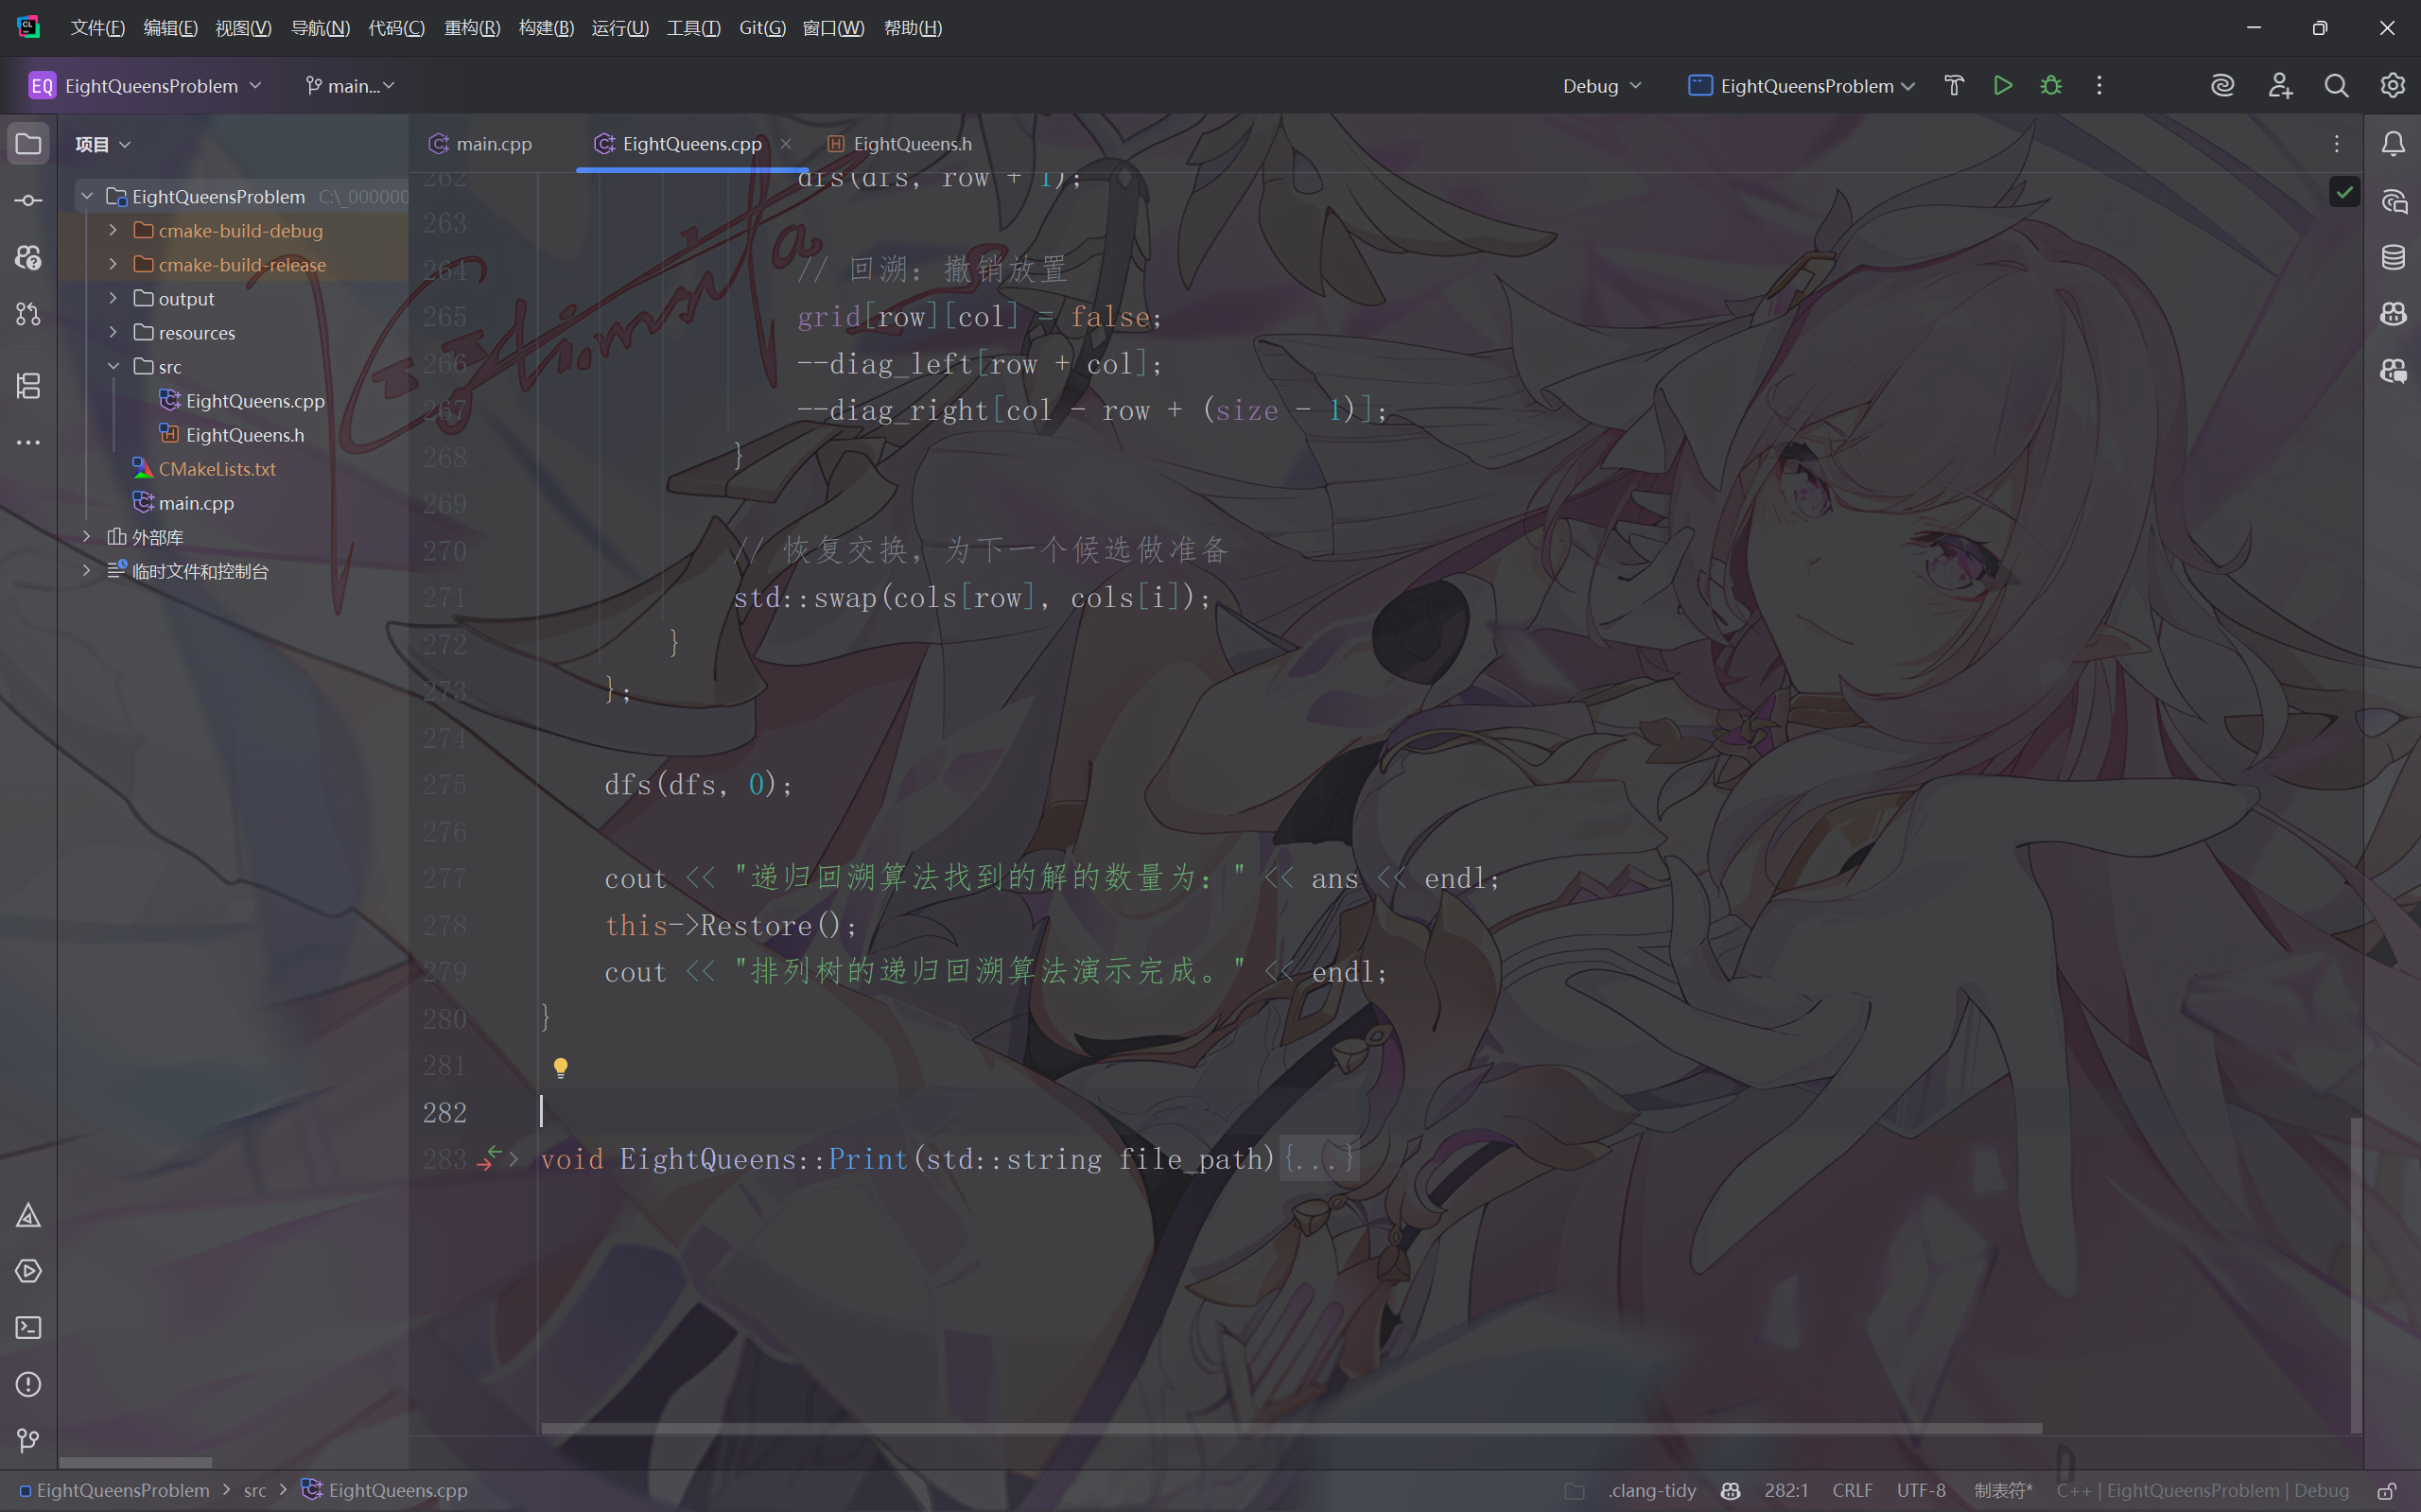 文件(F) 编辑(E) 视图(V) 导航(N) 代码(C) 重构(R) 构建(B) 运行(U) 工具(T) Git(G) 窗口(W) 帮助(H)
EQ EightQueensProblem main... Debug EightQueensProblem
项目
main.cpp EightQueens.cpp EightQueens.h
EightQueensProblem C:\_000000
cmake-build-debug
cmake-build-release
output
resources
src
EightQueens.cpp
EightQueens.h
CMakeLists.txt
main.cpp
外部库
临时文件和控制台
262 dfs(dfs, row + 1);
263
264 // 回溯：撤销放置
265 grid[row][col] = false;
266 --diag_left[row + col];
267 --diag_right[col - row + (size - 1)];
268 }
269
270 // 恢复交换，为下一个候选做准备
271 std::swap(cols[row], cols[i]);
272 }
273 };
274
275 dfs(dfs, 0);
276
277 cout << "递归回溯算法找到的解的数量为：" << ans << endl;
278 this->Restore();
279 cout << "排列树的递归回溯算法演示完成。" << endl;
280 }
281
282
283 void EightQueens::Print(std::string file_path){...}
EightQueensProblem > src > EightQueens.cpp .clang-tidy 282:1 CRLF UTF-8 制表符* C++ | EightQueensProblem | Debug